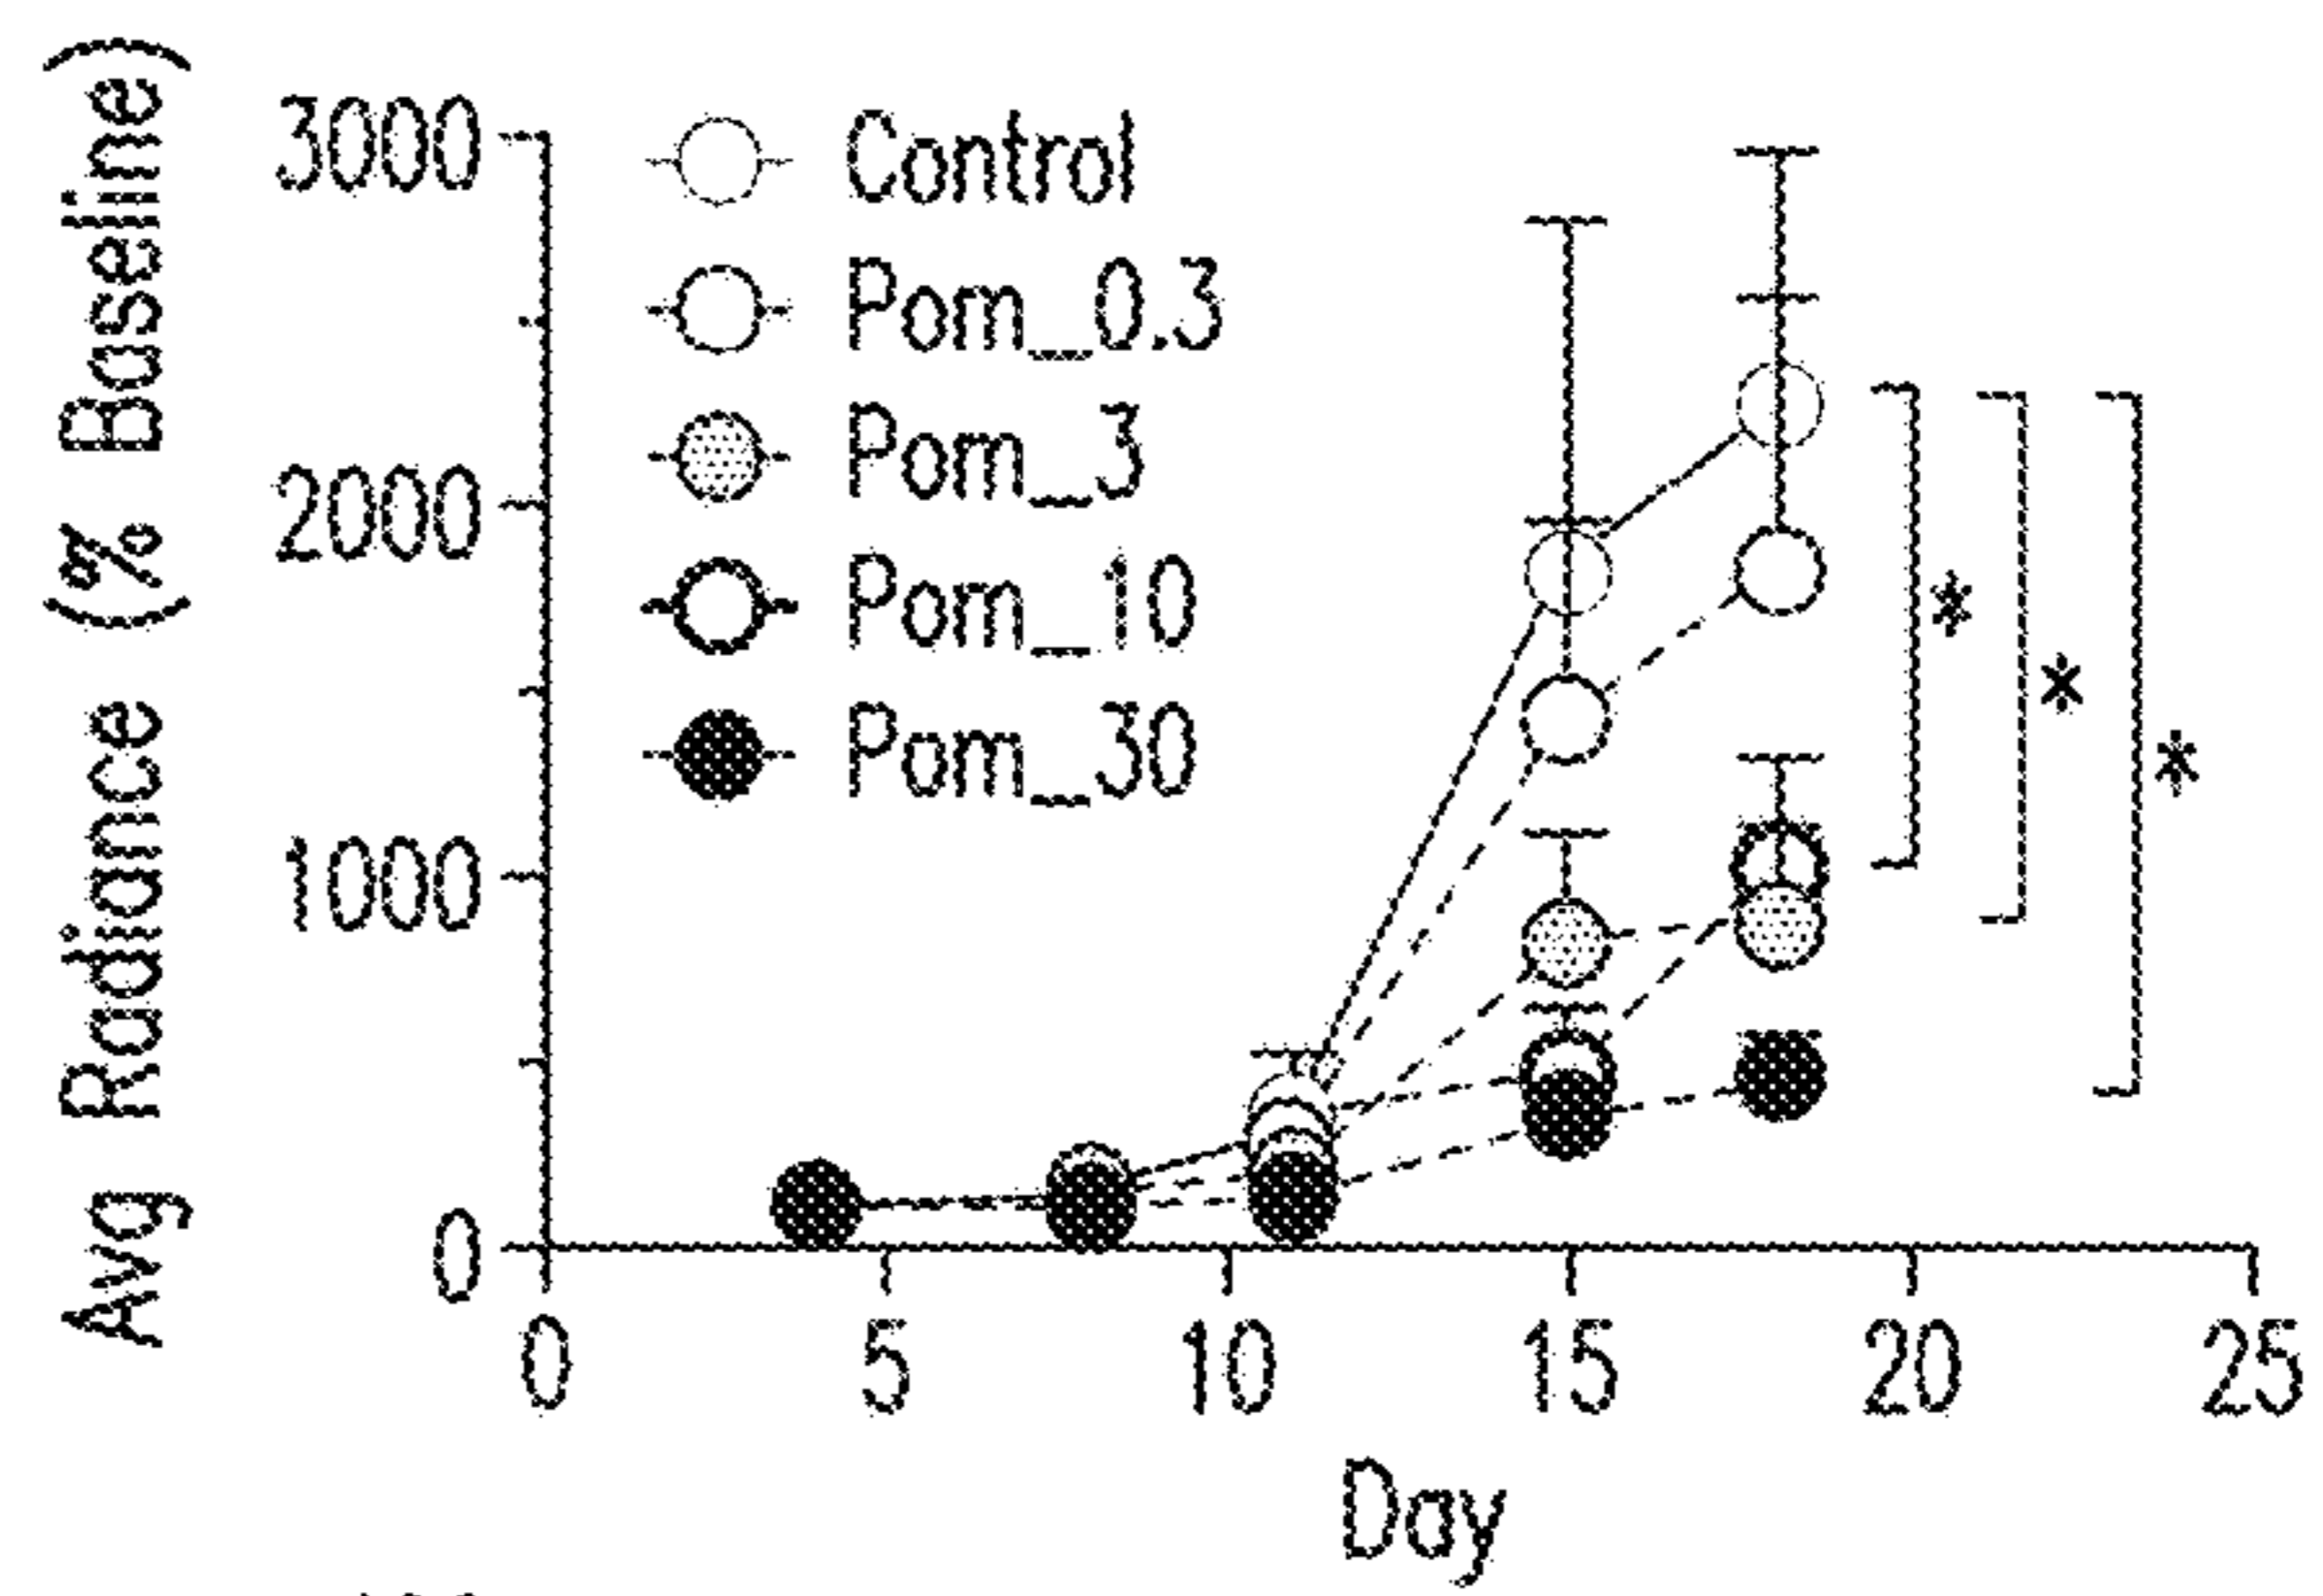 Avg Radiance (% Baseline)
3000
2000
1000
0
Control
Pom_0.3
Pom_3
Pom_10
Pom_30
*
*
*
0 5 10 15 20 25
Day